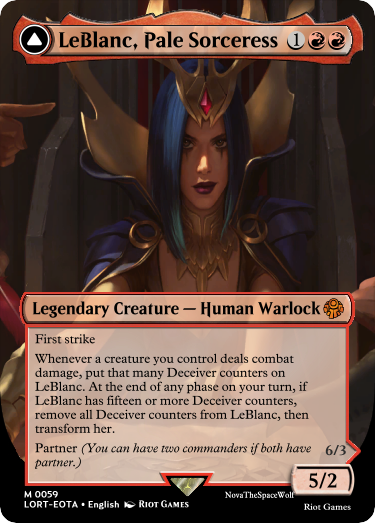 LeBlanc, Pale Sorceress 1
Legendary Creature — Human Warlock
First strike
Whenever a creature you control deals combat
damage, put that many Deceiver counters on
LeBlanc. At the end of any phase on your turn, if
LeBlanc has fifteen or more Deceiver counters,
remove all Deceiver counters from LeBlanc, then
transform her.
Partner (You can have two commanders if both have
partner.)
6/3
5/2
M 0059
LORT-EOTA • English Riot Games
NovaTheSpaceWolf
Riot Games